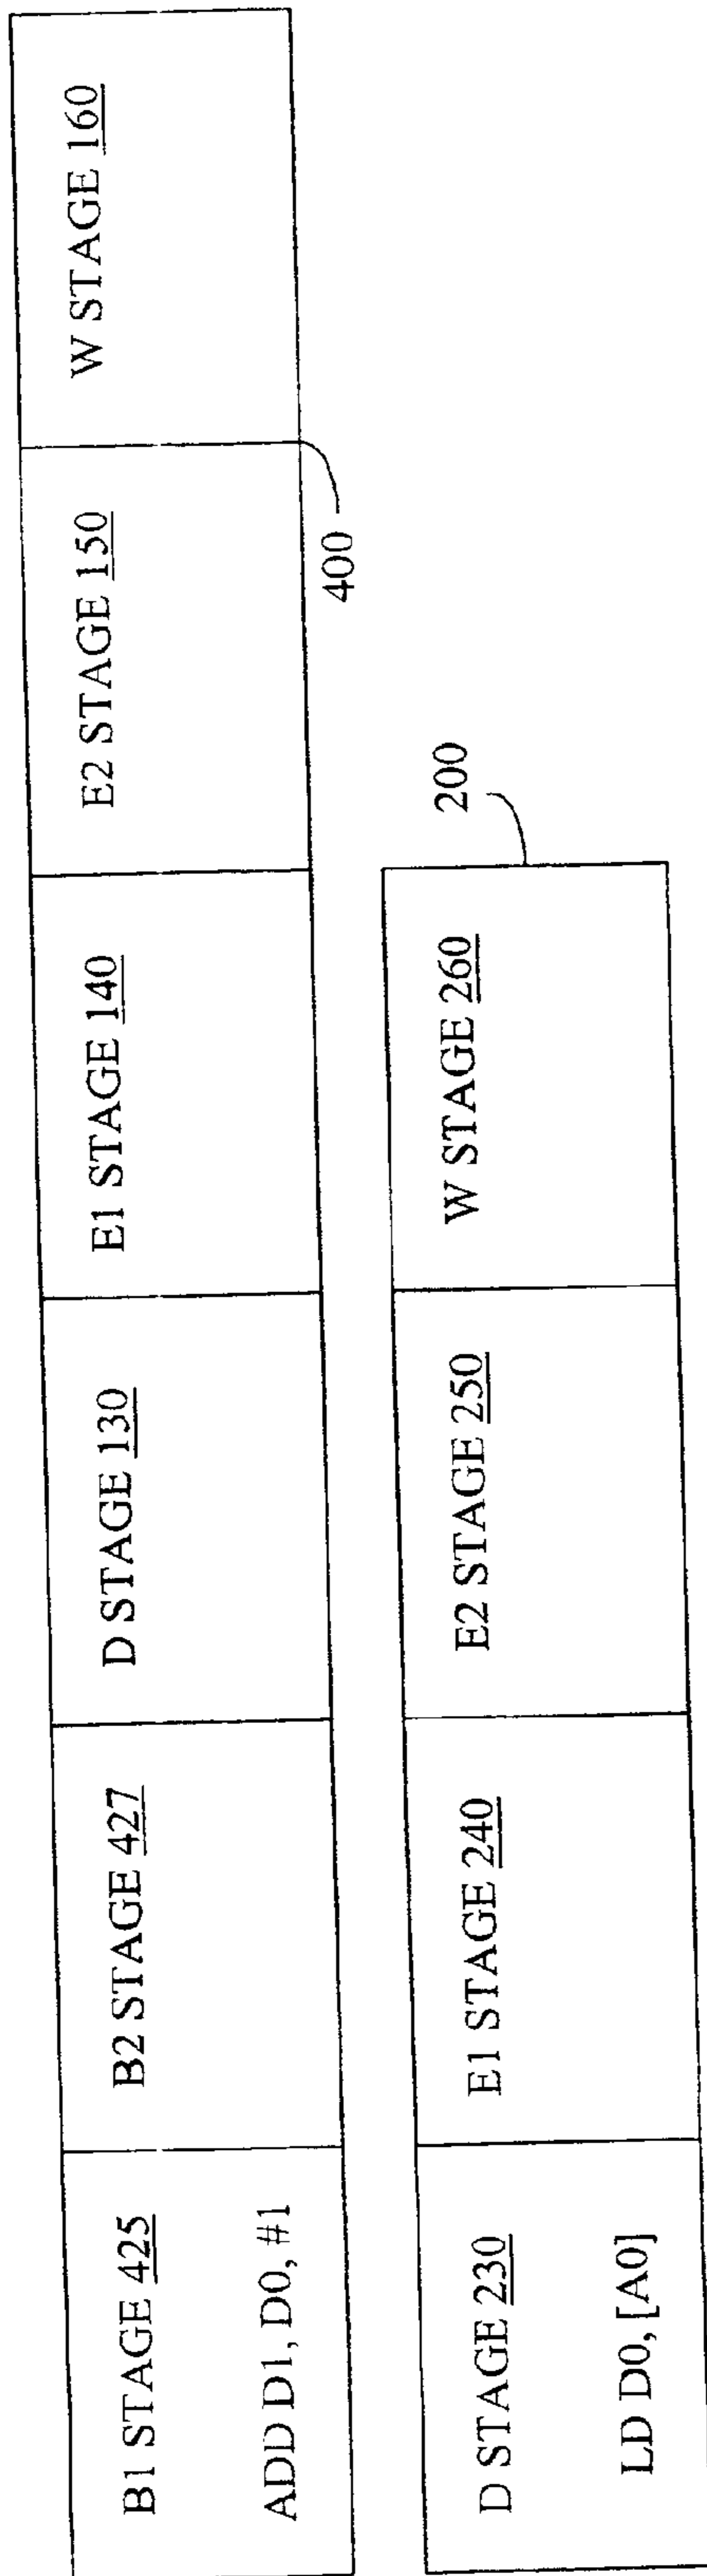 B1 STAGE 425
ADD D1, D0, #1
B2 STAGE 427
D STAGE 130
E1 STAGE 140
E2 STAGE 150
W STAGE 160
400
D STAGE 230
LD D0, [A0]
E1 STAGE 240
E2 STAGE 250
W STAGE 260
200